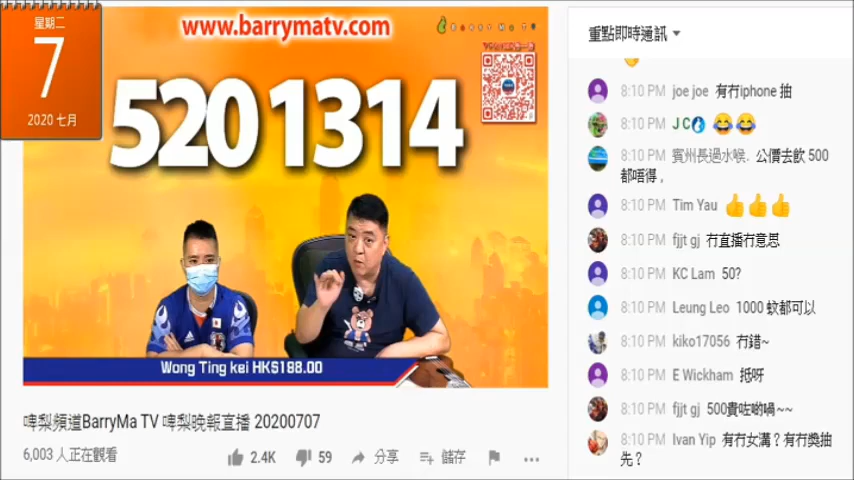 星期二
7
2020 七月
www.barrymatv.com
5201314
Wong Ting kei HK$188.00
啤梨頻道BarryMa TV 啤梨晚報直播 20200707
6,003 人正在觀看
2.4K 59 分享 儲存
重點即時通訊
8:10 PM joe joe 有冇iphone 抽
8:10 PM J C 😂😂
8:10 PM 賓州長過水喉. 公價去飲 500
都唔得 ,
8:10 PM Tim Yau 👍👍👍
8:10 PM fjjt gj 冇直播冇意思
8:10 PM KC Lam 50?
8:10 PM Leung Leo 1000 蚊都可以
8:10 PM kiko17056 冇錯~
8:10 PM E Wickham 抵呀
8:10 PM fjjt gj 500貴咗啲喎~~
8:10 PM Ivan Yip 有冇女溝？有冇獎抽
先？